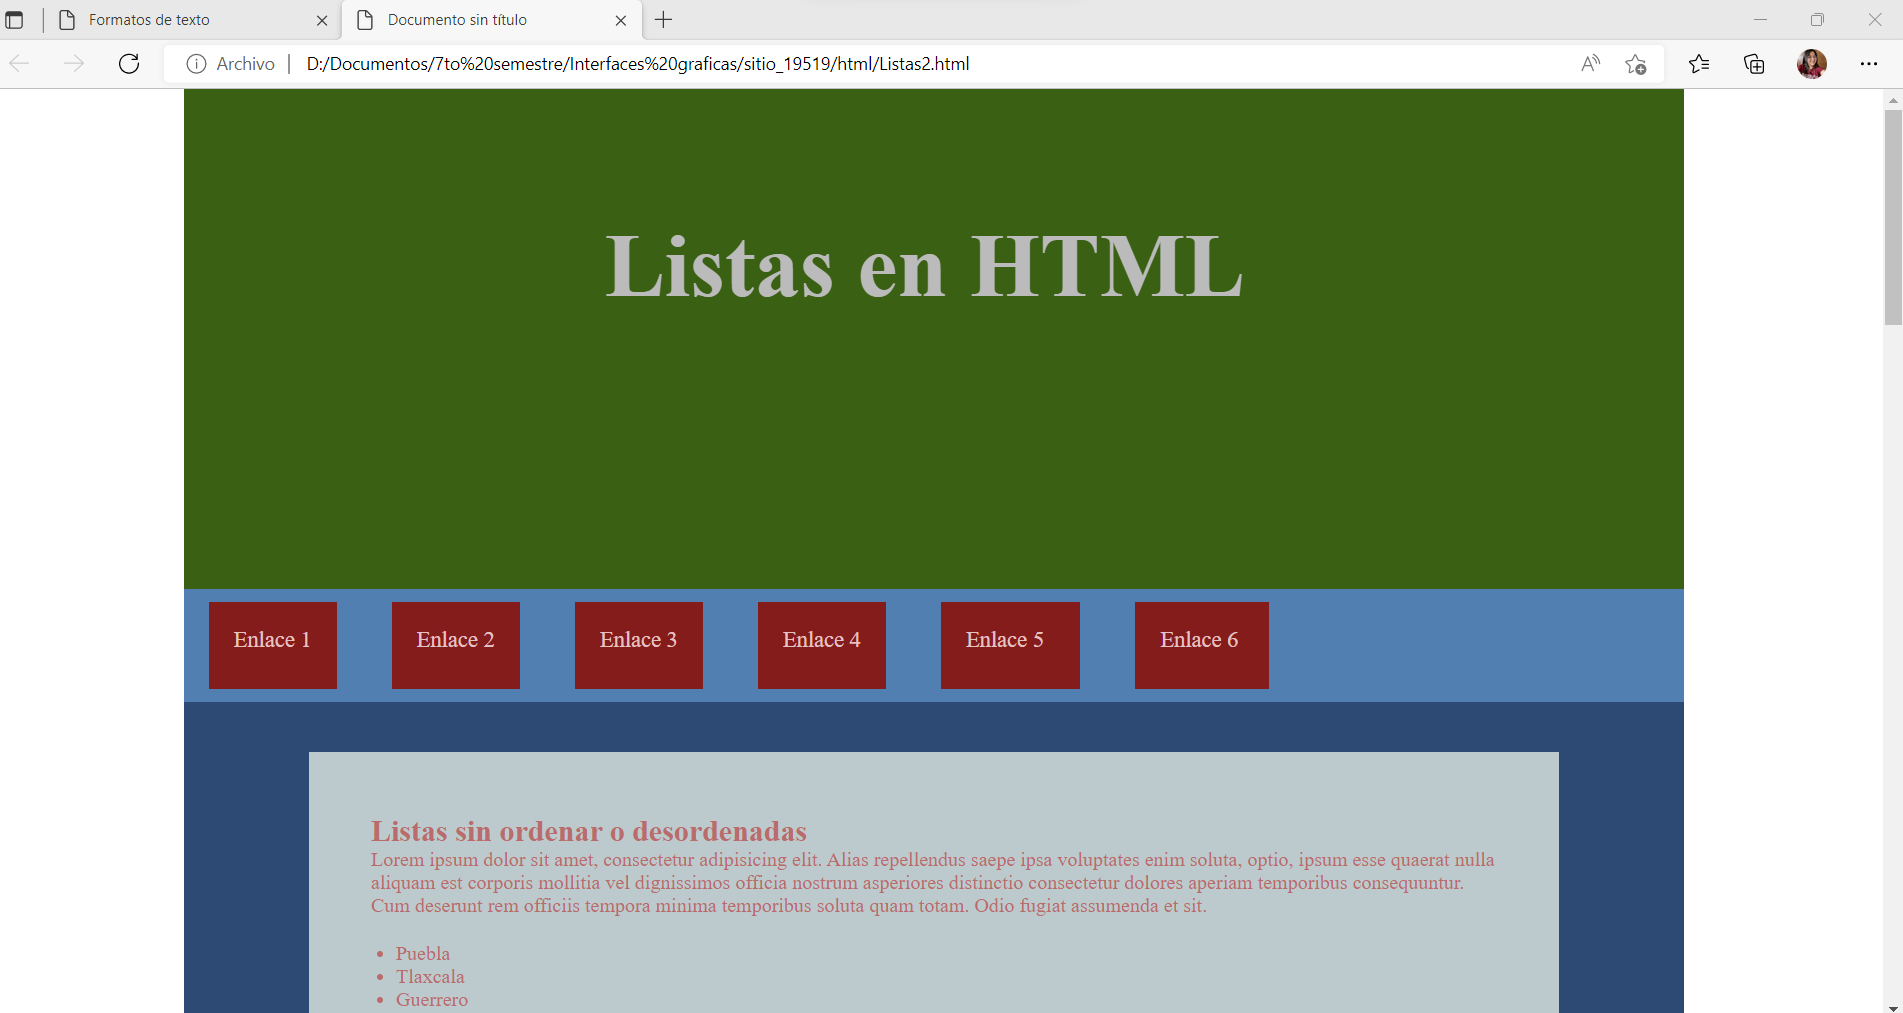 Formatos de texto
Documento sin título
Archivo D:/Documentos/7to%20semestre/Interfaces%20graficas/sitio_19519/html/Listas2.html
Listas en HTML
Enlace 1 Enlace 2 Enlace 3 Enlace 4 Enlace 5 Enlace 6
Listas sin ordenar o desordenadas
Lorem ipsum dolor sit amet, consectetur adipisicing elit. Alias repellendus saepe ipsa voluptates enim soluta, optio, ipsum esse quaerat nulla
aliquam est corporis mollitia vel dignissimos officia nostrum asperiores distinctio consectetur dolores aperiam temporibus consequuntur.
Cum deserunt rem officiis tempora minima temporibus soluta quam totam. Odio fugiat assumenda et sit.
• Puebla
• Tlaxcala
• Guerrero